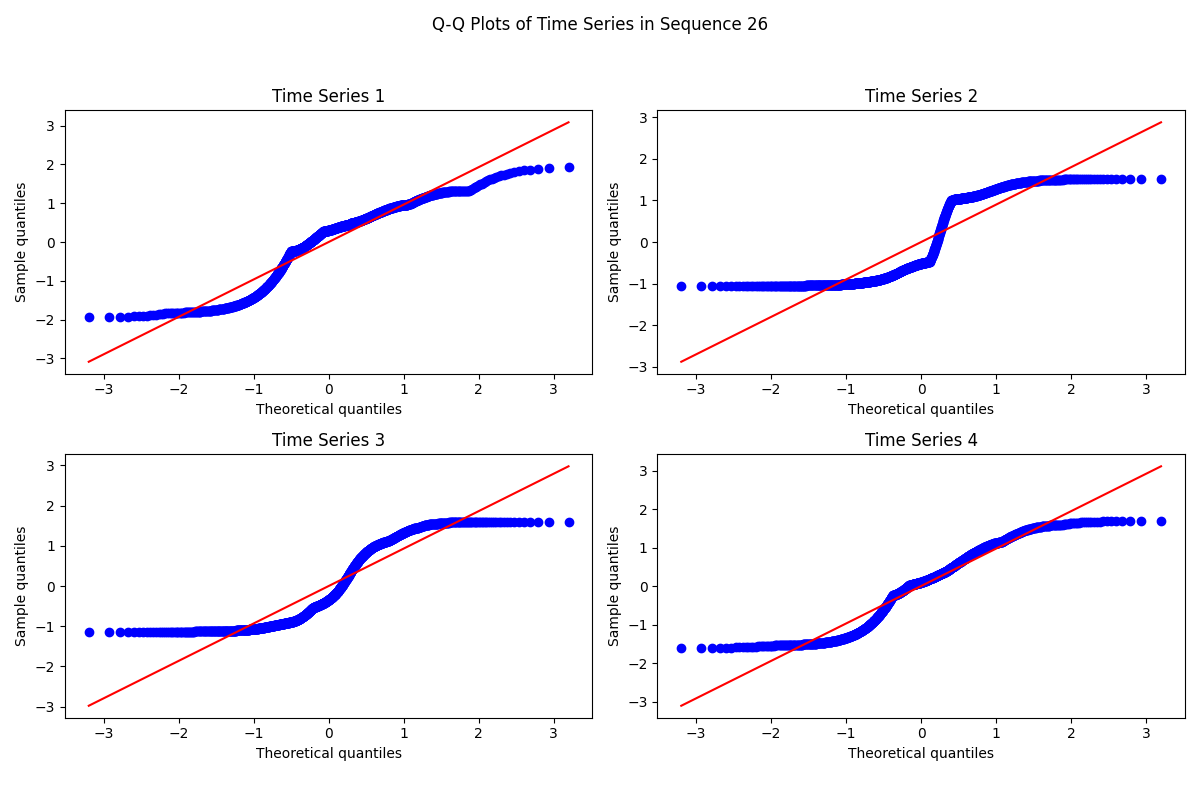 Q-Q Plots of Time Series in Sequence 26
Time Series 1
3
2
1
0
−1
−2
−3
Sample quantiles
−3 −2 −1 0 1 2 3
Theoretical quantiles
Time Series 2
3
2
1
0
−1
−2
−3
Sample quantiles
−3 −2 −1 0 1 2 3
Theoretical quantiles
Time Series 3
3
2
1
0
−1
−2
−3
Sample quantiles
−3 −2 −1 0 1 2 3
Theoretical quantiles
Time Series 4
3
2
1
0
−1
−2
−3
Sample quantiles
−3 −2 −1 0 1 2 3
Theoretical quantiles